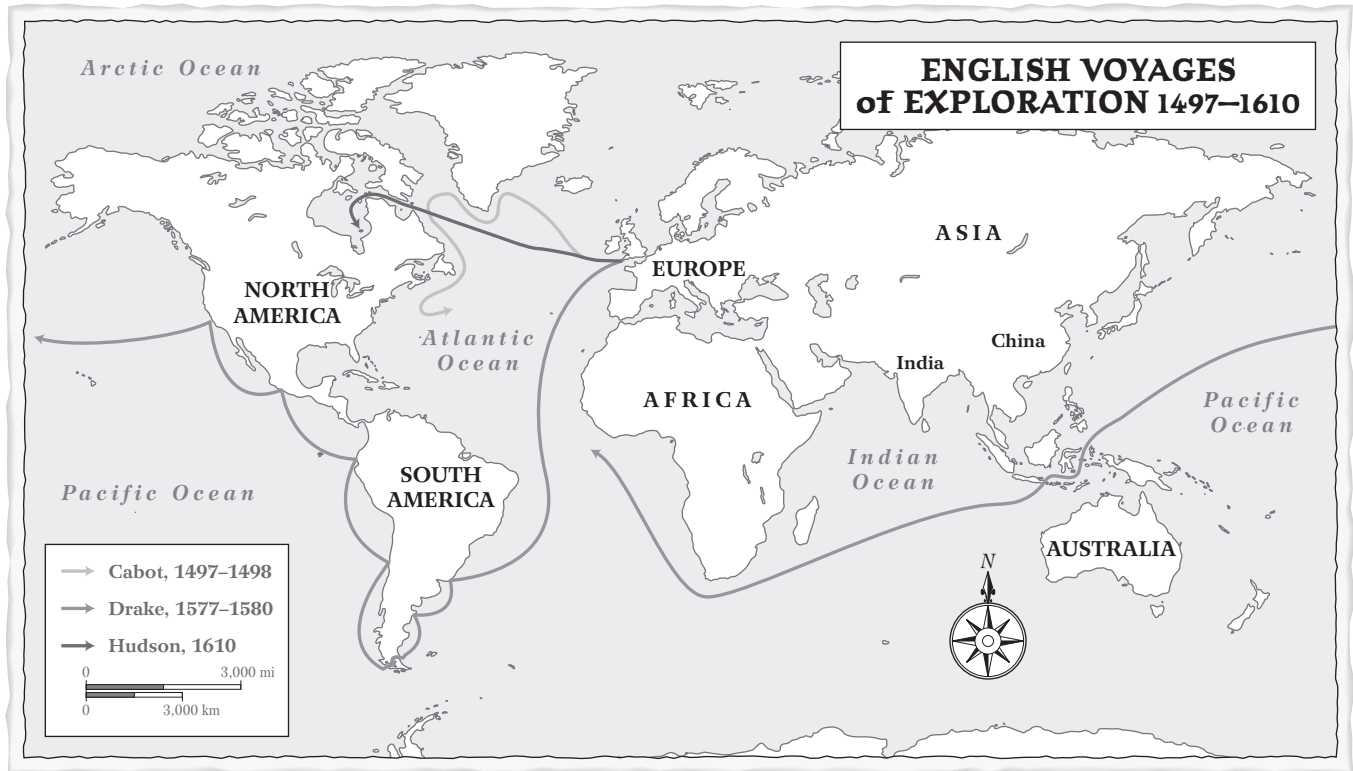 Arctic Ocean
ENGLISH VOYAGES
of EXPLORATION 1497–1610
ASIA
EUROPE
NORTH
AMERICA
Atlantic
Ocean
China
India
AFRICA
Pacific
Ocean
Indian
Ocean
SOUTH
AMERICA
Pacific Ocean
AUSTRALIA
N
Cabot, 1497–1498
Drake, 1577–1580
Hudson, 1610
0 3,000 mi
0 3,000 km